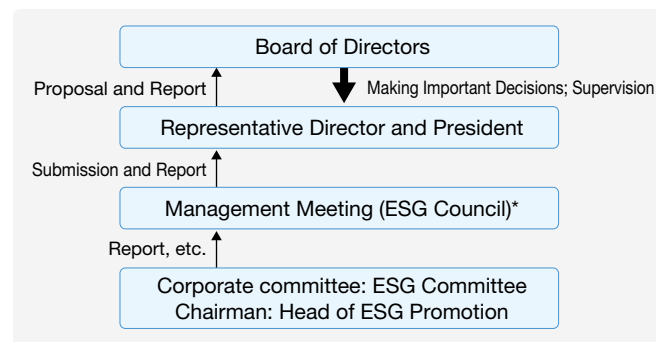 Board of Directors
Proposal and Report
Making Important Decisions; Supervision
Representative Director and President
Submission and Report
Management Meeting (ESG Council)*
Report, etc.
Corporate committee: ESG Committee
Chairman: Head of ESG Promotion